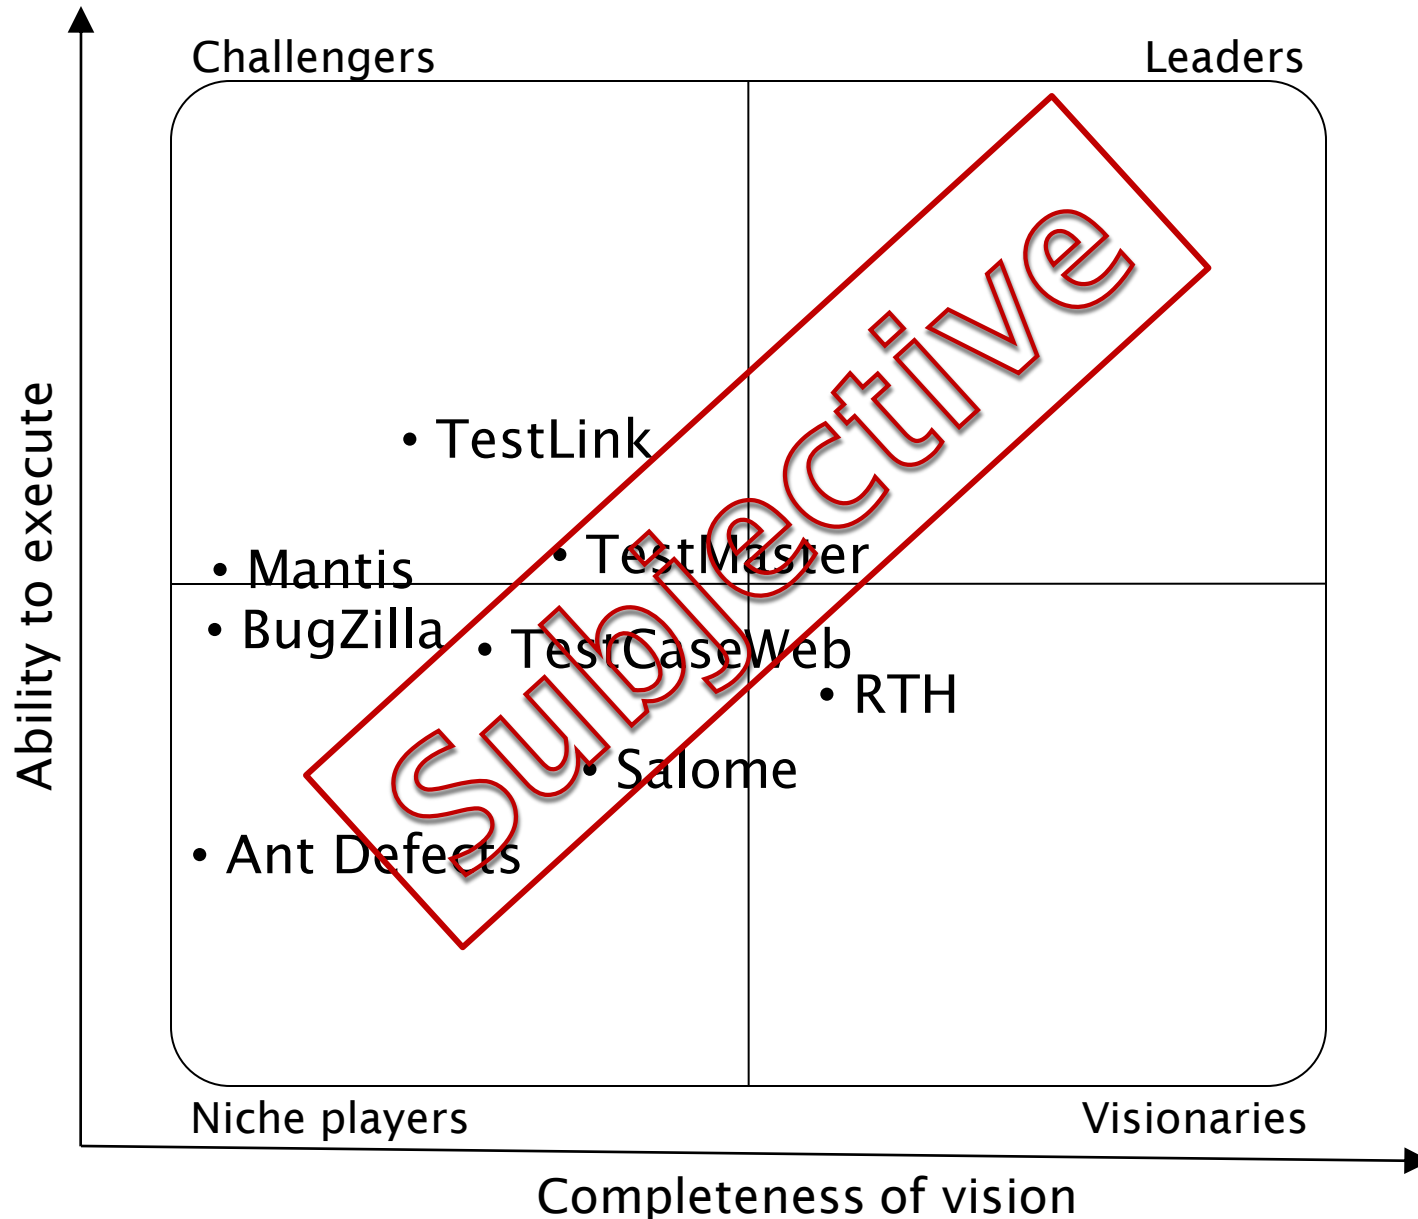 Challengers
Leaders
Ability to execute
• TestLink
• TestMaster
• Mantis
• BugZilla
• TestCaseWeb
• RTH
• Salome
• Ant Defects
Subjective
Niche players
Visionaries
Completeness of vision